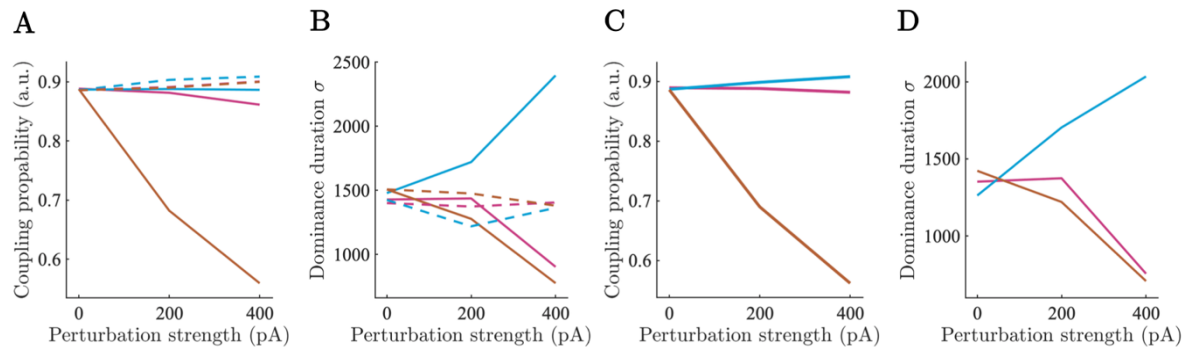 A
Coupling propability (a.u.)
0.9
0.8
0.7
0.6
0
200
400
Perturbation strength (pA)
B
Dominance duration σ
2500
2000
1500
1000
0
200
400
Perturbation strength (pA)
C
Coupling propability (a.u.)
0.9
0.8
0.7
0.6
0
200
400
Perturbation strength (pA)
D
Dominance duration σ
2000
1500
1000
0
200
400
Perturbation strength (pA)